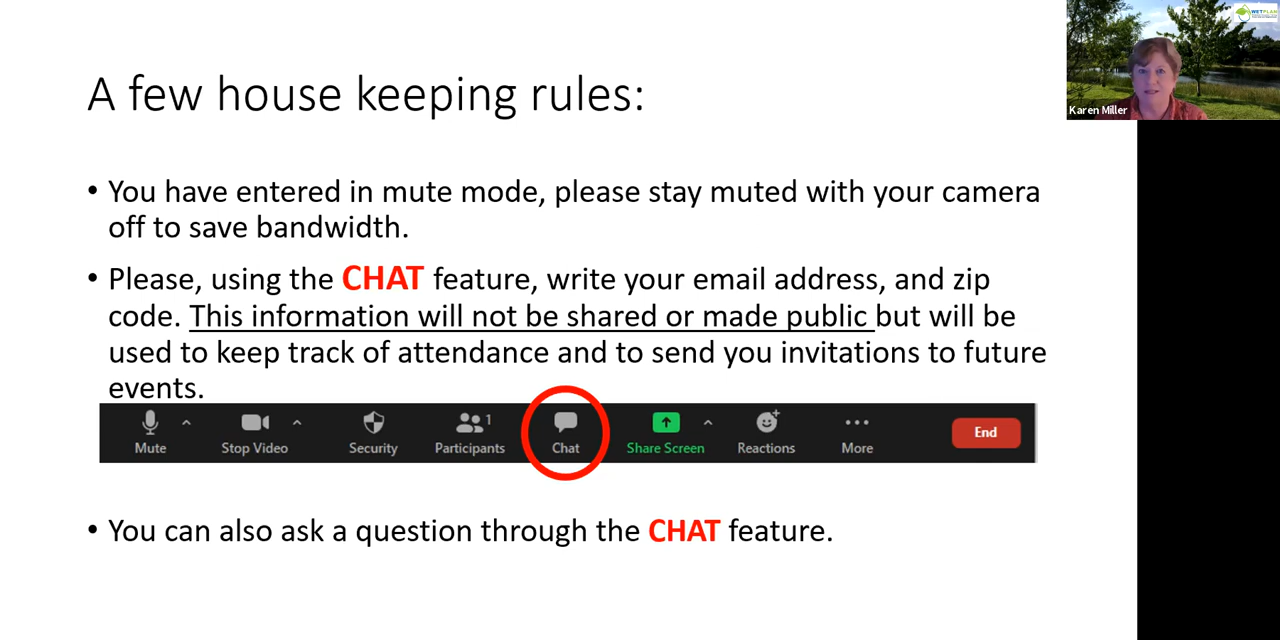 A few house keeping rules:
WETPLAN
Karen Miller
• You have entered in mute mode, please stay muted with your camera
off to save bandwidth.
• Please, using the CHAT feature, write your email address, and zip
code. This information will not be shared or made public but will be
used to keep track of attendance and to send you invitations to future
events.
1
Mute Stop Video Security Participants Chat Share Screen Reactions More End
• You can also ask a question through the CHAT feature.